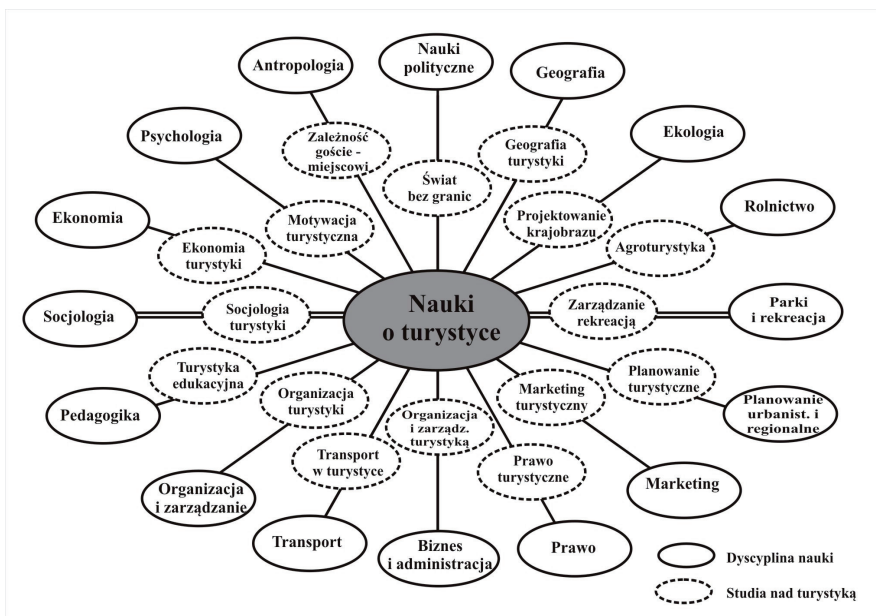 Nauki
polityczne
Antropologia
Geografia
Psychologia
Zależność
goście -
miejscowi
Geografia
turystyki
Ekologia
Świat
bez granic
Ekonomia
Motywacja
turystyczna
Projektowanie
krajobrazu
Rolnictwo
Ekonomia
turystyki
Agroturystyka
Socjologia
Socjologia
turystyki
Nauki
o turystyce
Zarządzanie
rekreacją
Parki
i rekreacja
Turystyka
edukacyjna
Planowanie
turystyczne
Pedagogika
Organizacja
turystyki
Marketing
turystyczny
Planowanie
urbanist. i
regionalne
Organizacja
i zarządz.
turystyką
Transport
w turystyce
Prawo
turystyczne
Organizacja
i zarządzanie
Marketing
Transport
Biznes
i administracja
Prawo
Dyscyplina nauki
Studia nad turystyką